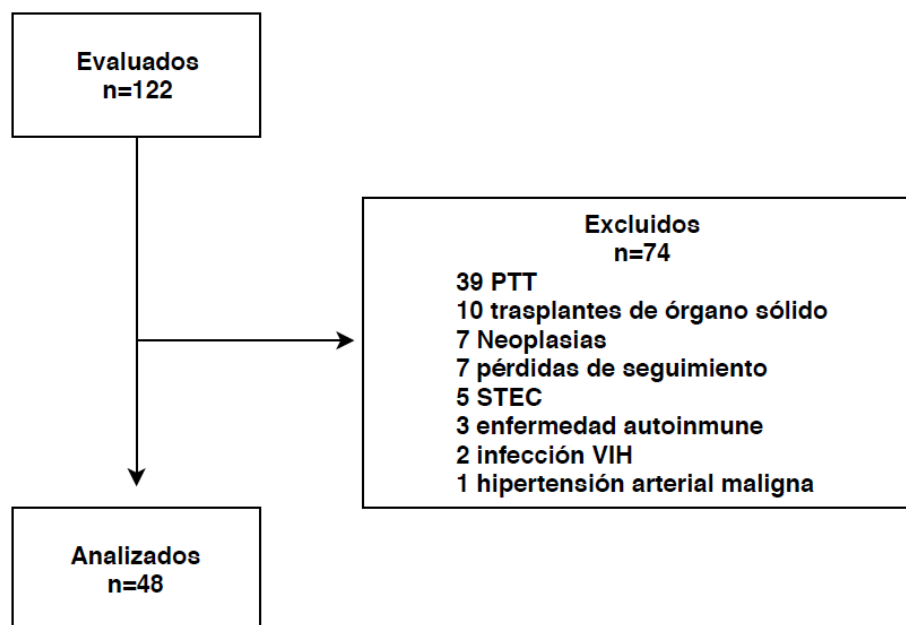 Evaluados
n=122
Excluidos
n=74
39 PTT
10 trasplantes de órgano sólido
7 Neoplasias
7 pérdidas de seguimiento
5 STEC
3 enfermedad autoinmune
2 infección VIH
1 hipertensión arterial maligna
Analizados
n=48